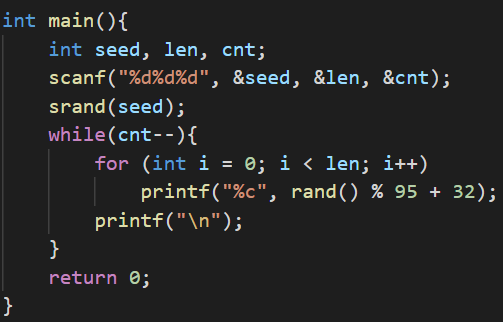 int main(){
    int seed, len, cnt;
    scanf("%d%d%d", &seed, &len, &cnt);
    srand(seed);
    while(cnt--){
        for (int i = 0; i < len; i++)
            printf("%c", rand() % 95 + 32);
        printf("\n");
    }
    return 0;
}